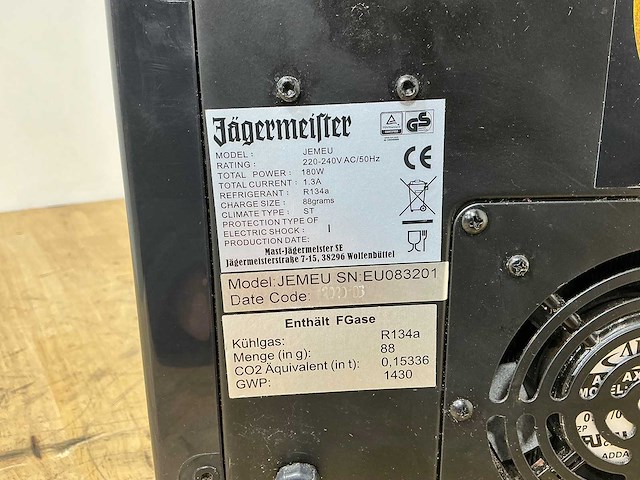 Jägermeister
MODEL: JEMEU
RATING: 220-240V AC/50Hz
TOTAL POWER: 180W
TOTAL CURRENT: 1.3A
REFRIGERANT: R134a
CHARGE SIZE: 88grams
CLIMATE TYPE: ST
PROTECTION TYPE OF
ELECTRIC SHOCK: I
PRODUCTION DATE:
Mast-Jägermeister SE
Jägermeisterstraße 7-15, 38296 Wolfenbüttel
GS
CE
Model:JEMEU SN:EU083201
Date Code:
Enthält FGase
Kühlgas: R134a
Menge (in g): 88
CO2 Äquivalent (in t): 0,15336
GWP: 1430
MODEL:
ADDA